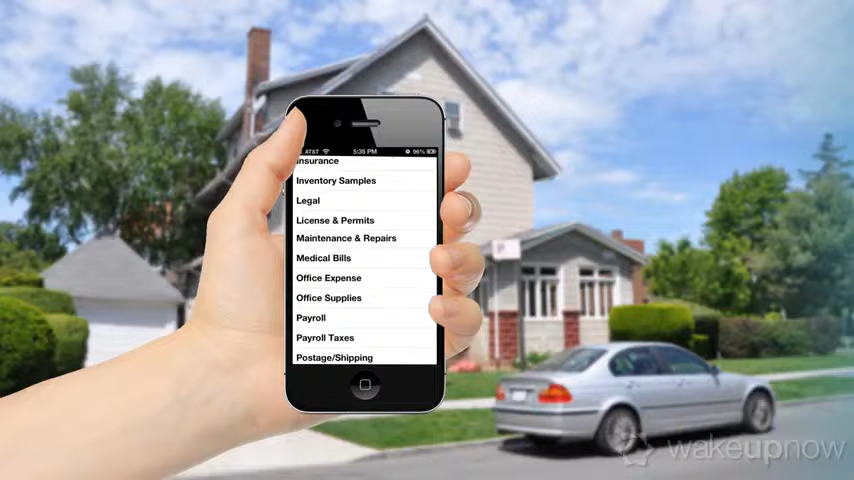 AT&T 5:35 PM 96%
Insurance
Inventory Samples
Legal
License & Permits
Maintenance & Repairs
Medical Bills
Office Expense
Office Supplies
Payroll
Payroll Taxes
Postage/Shipping
wakeupnow